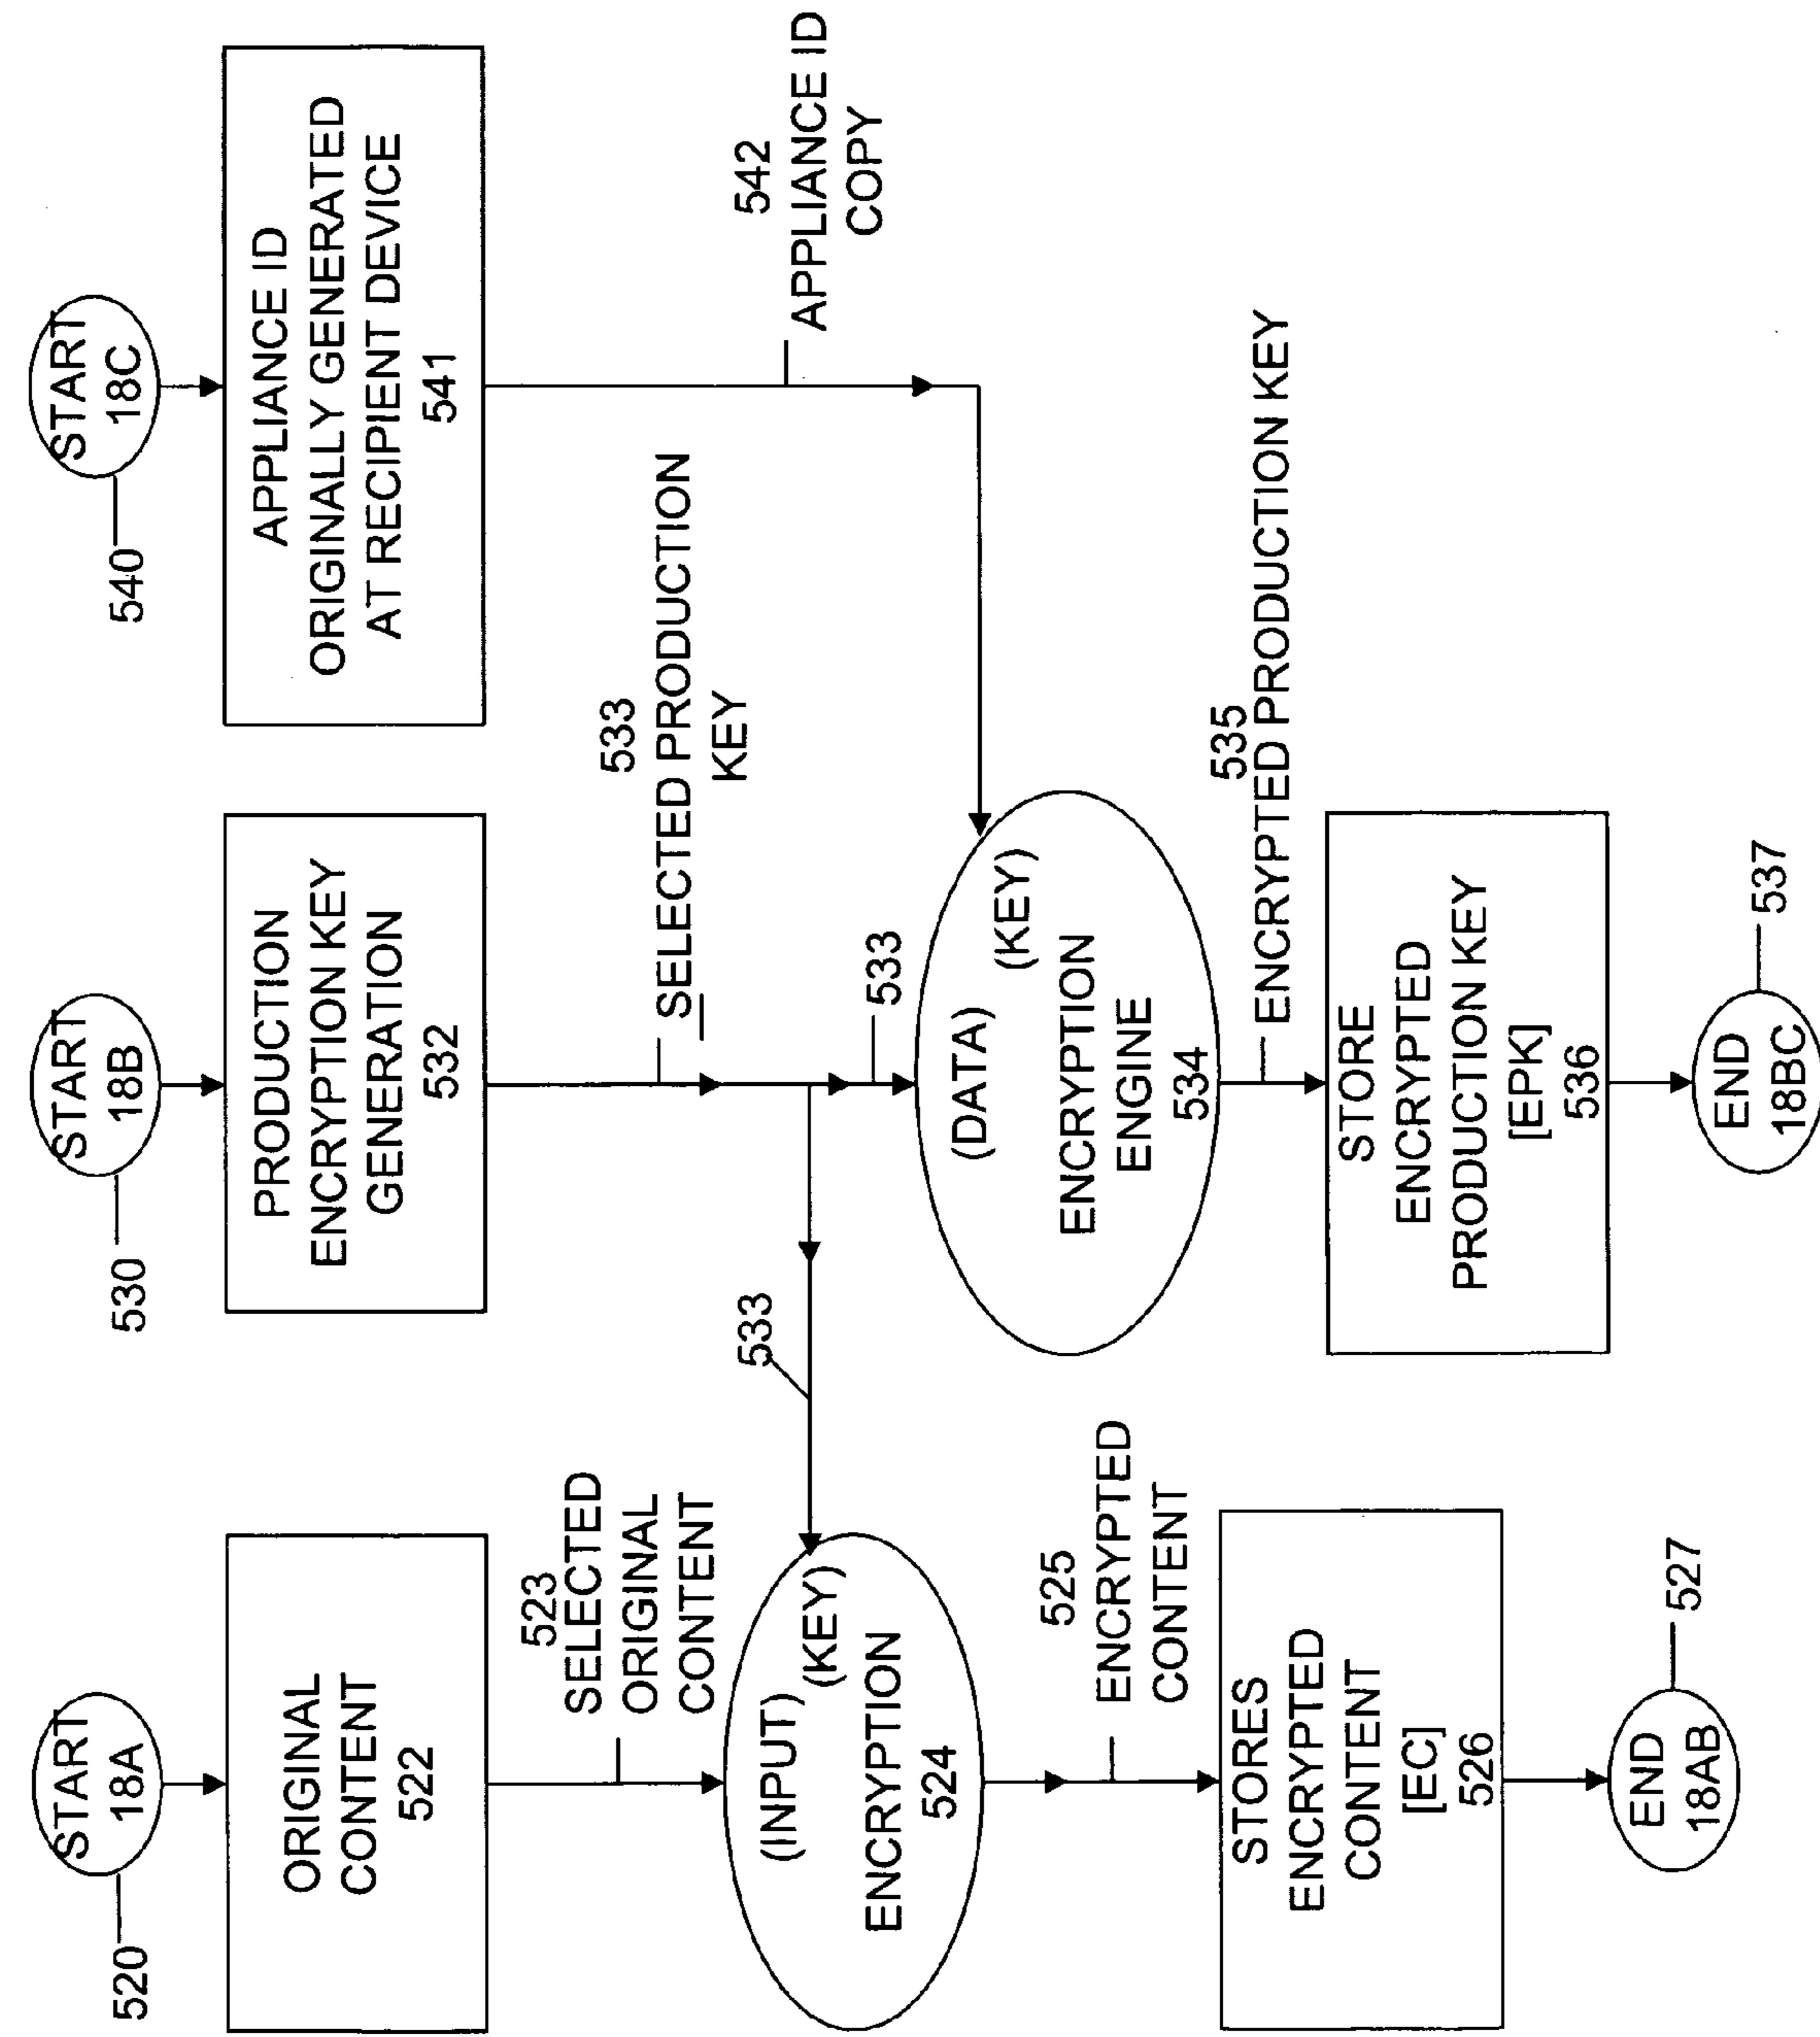 520
START
18A
ORIGINAL
CONTENT
522
523
SELECTED
ORIGINAL
CONTENT
(INPUT)
(KEY)
ENCRYPTION
524
525
ENCRYPTED
CONTENT
STORES
ENCRYPTED
CONTENT
[EC]
526
END
18AB
527
530
START
18B
PRODUCTION
ENCRYPTION KEY
GENERATION
532
533
SELECTED PRODUCTION
KEY
533
533
(DATA)
(KEY)
ENCRYPTION
ENGINE
534
535
ENCRYPTED PRODUCTION KEY
STORE
ENCRYPTED
PRODUCTION KEY
[EPK]
536
END
18BC
537
540
START
18C
APPLIANCE ID
ORIGINALLY GENERATED
AT RECIPIENT DEVICE
541
542
APPLIANCE ID
COPY